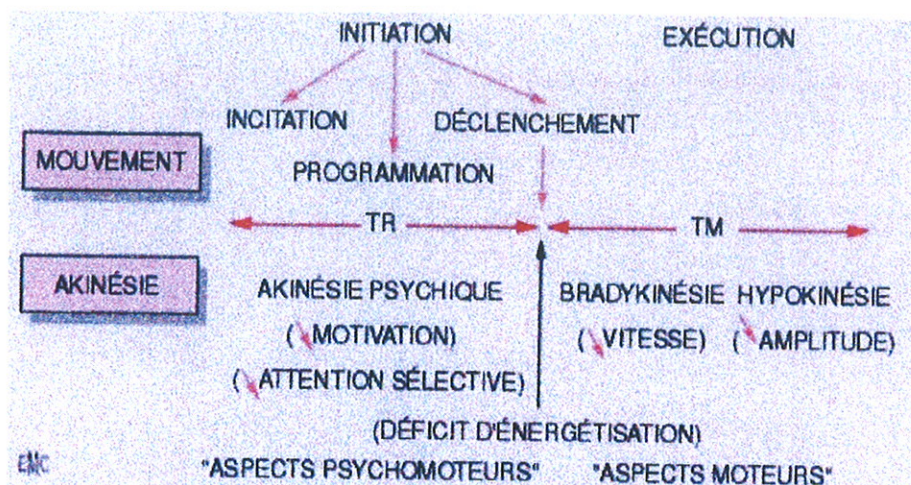 INITIATION EXÉCUTION
INCITATION DÉCLENCHEMENT
MOUVEMENT
PROGRAMMATION
TR TM
AKINÉSIE
AKINÉSIE PSYCHIQUE BRADYKINÉSIE HYPOKINÉSIE
(↘MOTIVATION) (↘VITESSE) (↘AMPLITUDE)
(↘ATTENTION SÉLECTIVE)
(DÉFICIT D'ÉNERGÉTISATION)
EMC "ASPECTS PSYCHOMOTEURS" "ASPECTS MOTEURS"